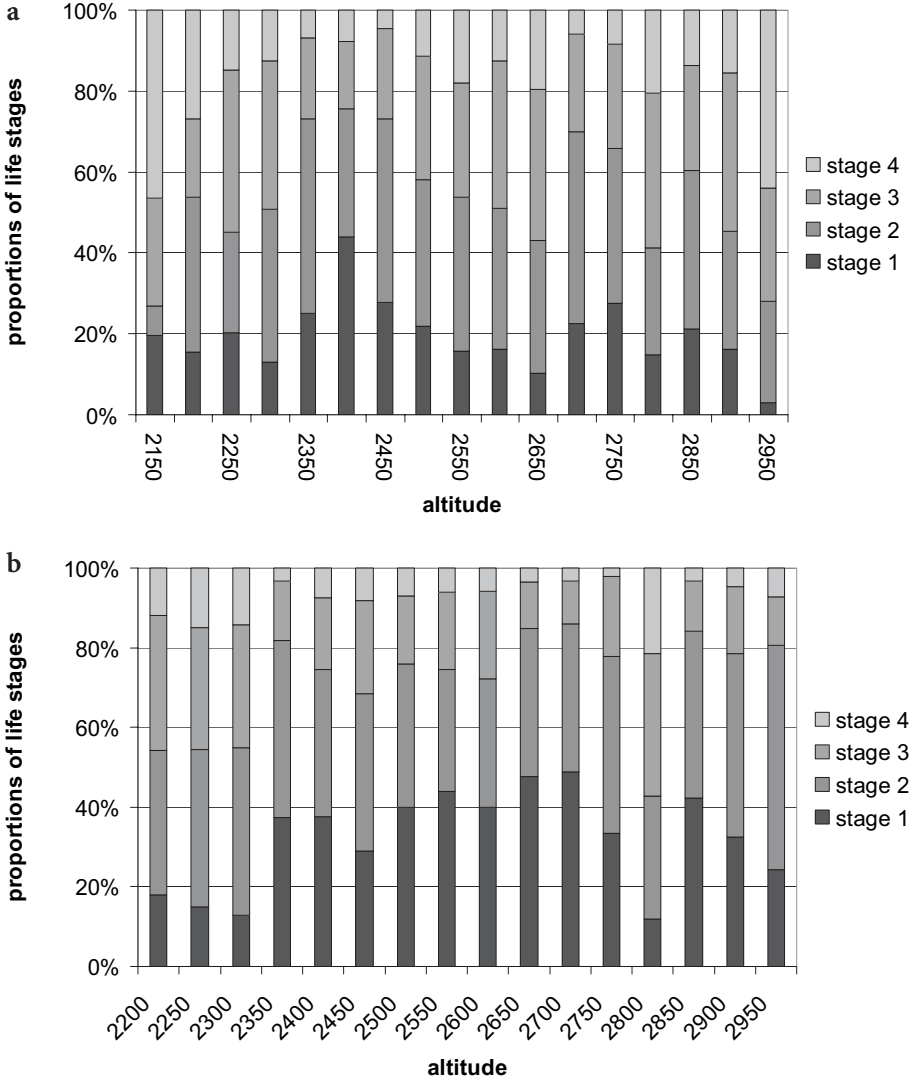 a
proportions of life stages
100%
80%
60%
40%
20%
0%
2150 2250 2350 2450 2550 2650 2750 2850 2950
altitude
stage 4
stage 3
stage 2
stage 1
b
proportions of life stages
100%
80%
60%
40%
20%
0%
2200 2250 2300 2350 2400 2450 2500 2550 2600 2650 2700 2750 2800 2850 2900 2950
altitude
stage 4
stage 3
stage 2
stage 1